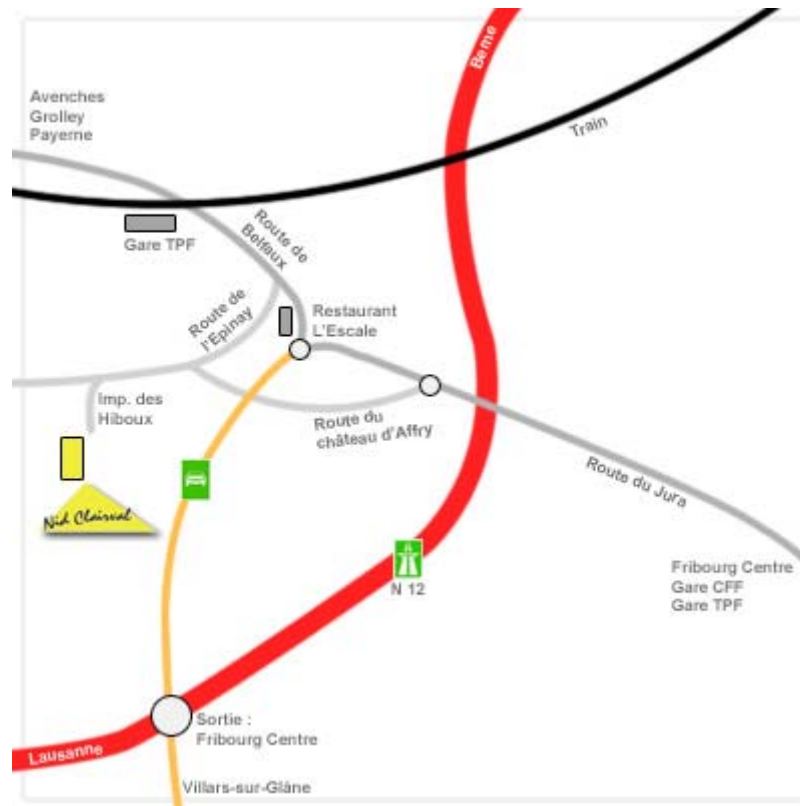 Berne
Avenches
Grolley
Payerne
Train
Route de
Belfaux
Gare TPF
Route de
l'Epinay
Restaurant
L'Escale
Imp. des
Hiboux
Route du
château d'Affry
Route du Jura
Nid Clairval
N 12
Fribourg Centre
Gare CFF
Gare TPF
Sortie :
Fribourg Centre
Lausanne
Villars-sur-Glâne